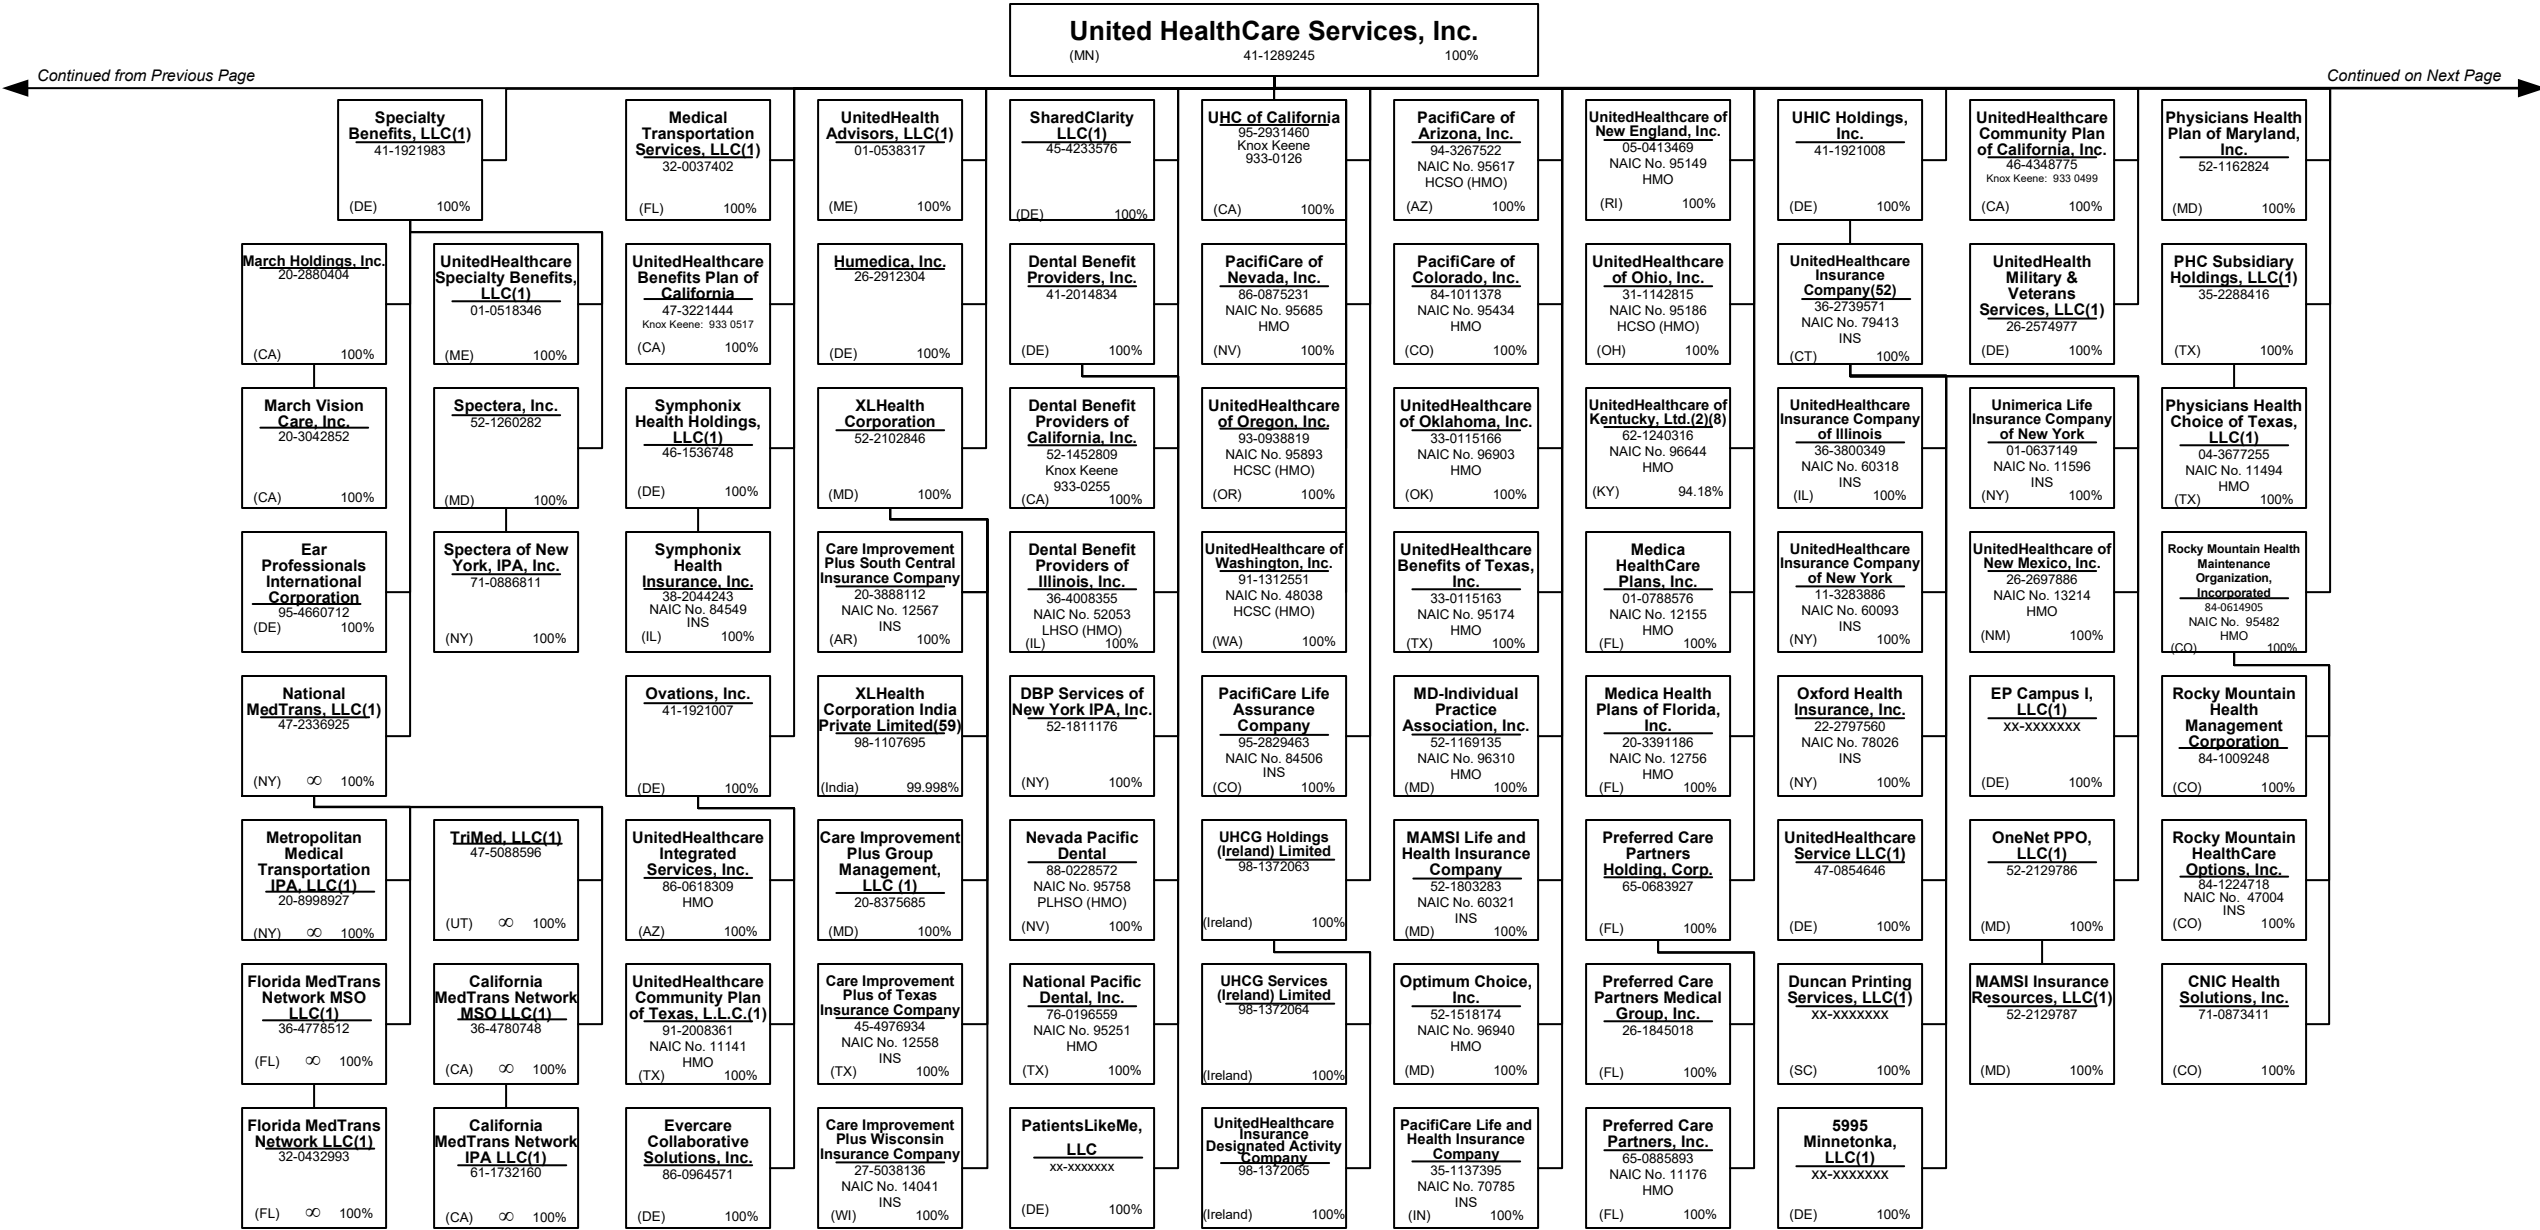 United HealthCare Services, Inc.
(MN) 41-1289245 100%
Continued from Previous Page
Continued on Next Page
Specialty
Benefits, LLC(1)
41-1921983
(DE) 100%
Medical
Transportation
Services, LLC(1)
32-0037402
(FL) 100%
UnitedHealth
Advisors, LLC(1)
01-0538317
(ME) 100%
SharedClarity
LLC(1)
45-4233576
(DE) 100%
UHC of California
95-2931460
Knox Keene
933-0126
(CA) 100%
PacifiCare of
Arizona, Inc.
94-3267522
NAIC No. 95617
HCSO (HMO)
(AZ) 100%
UnitedHealthcare of
New England, Inc.
05-0413469
NAIC No. 95149
HMO
(RI) 100%
UHIC Holdings,
Inc.
41-1921008
(DE) 100%
UnitedHealthcare
Community Plan
of California, Inc.
46-4348775
Knox Keene: 933 0499
(CA) 100%
Physicians Health
Plan of Maryland,
Inc.
52-1162824
(MD) 100%
March Holdings, Inc.
20-2880404
(CA) 100%
UnitedHealthcare
Specialty Benefits,
LLC(1)
01-0518346
(ME) 100%
UnitedHealthcare
Benefits Plan of
California
47-3221444
Knox Keene: 933 0517
(CA) 100%
Humedica, Inc.
26-2912304
(DE) 100%
Dental Benefit
Providers, Inc.
41-2014834
(DE) 100%
PacifiCare of
Nevada, Inc.
86-0875231
NAIC No. 95685
HMO
(NV) 100%
PacifiCare of
Colorado, Inc.
84-1011378
NAIC No. 95434
HMO
(CO) 100%
UnitedHealthcare
of Ohio, Inc.
31-1142815
NAIC No. 95186
HCSO (HMO)
(OH) 100%
UnitedHealthcare
Insurance
Company(52)
36-2739571
NAIC No. 79413
INS
(CT) 100%
UnitedHealth
Military &
Veterans
Services, LLC(1)
26-2574977
(DE) 100%
PHC Subsidiary
Holdings, LLC(1)
35-2288416
(TX) 100%
March Vision
Care, Inc.
20-3042852
(CA) 100%
Spectera, Inc.
52-1260282
(MD) 100%
Symphonix
Health Holdings,
LLC(1)
46-1536748
(DE) 100%
XLHealth
Corporation
52-2102846
(MD) 100%
Dental Benefit
Providers of
California, Inc.
52-1452809
Knox Keene
933-0255
(CA) 100%
UnitedHealthcare
of Oregon, Inc.
93-0938819
NAIC No. 95893
HCSC (HMO)
(OR) 100%
UnitedHealthcare
of Oklahoma, Inc.
33-0115166
NAIC No. 96903
HMO
(OK) 100%
UnitedHealthcare of
Kentucky, Ltd.(2)(8)
62-1240316
NAIC No. 96644
HMO
(KY) 94.18%
UnitedHealthcare
Insurance Company
of Illinois
36-3800349
NAIC No. 60318
INS
(IL) 100%
Unimerica Life
Insurance Company
of New York
01-0637149
NAIC No. 11596
INS
(NY) 100%
Physicians Health
Choice of Texas,
LLC(1)
04-3677255
NAIC No. 11494
HMO
(TX) 100%
Ear
Professionals
International
Corporation
95-4660712
(DE) 100%
Spectera of New
York, IPA, Inc.
71-0886811
(NY) 100%
Symphonix
Health
Insurance, Inc.
38-2044243
NAIC No. 84549
INS
(IL) 100%
Care Improvement
Plus South Central
Insurance Company
20-3888112
NAIC No. 12567
INS
(AR) 100%
Dental Benefit
Providers of
Illinois, Inc.
36-4008355
NAIC No. 52053
LHSO (HMO)
(IL) 100%
UnitedHealthcare of
Washington, Inc.
91-1312551
NAIC No. 48038
HCSC (HMO)
(WA) 100%
UnitedHealthcare
Benefits of Texas,
Inc.
33-0115163
NAIC No. 95174
HMO
(TX) 100%
Medica
HealthCare
Plans, Inc.
01-0788576
NAIC No. 12155
HMO
(FL) 100%
UnitedHealthcare
Insurance Company
of New York
11-3283886
NAIC No. 60093
INS
(NY) 100%
UnitedHealthcare of
New Mexico, Inc.
26-2697886
NAIC No. 13214
HMO
(NM) 100%
Rocky Mountain Health
Maintenance
Organization,
Incorporated
84-0614905
NAIC No. 95482
HMO
(CO) 100%
National
MedTrans, LLC(1)
47-2336925
(NY) ∞ 100%
Ovations, Inc.
41-1921007
(DE) 100%
XLHealth
Corporation India
Private Limited(59)
98-1107695
(India) 99.998%
DBP Services of
New York IPA, Inc.
52-1811176
(NY) 100%
PacifiCare Life
Assurance
Company
95-2829463
NAIC No. 84506
INS
(CO) 100%
MD-Individual
Practice
Association, Inc.
52-1169135
NAIC No. 96310
HMO
(MD) 100%
Medica Health
Plans of Florida,
Inc.
20-3391186
NAIC No. 12756
HMO
(FL) 100%
Oxford Health
Insurance, Inc.
22-2797560
NAIC No. 78026
INS
(NY) 100%
EP Campus I,
LLC(1)
xx-xxxxxxx
(DE) 100%
Rocky Mountain
Health
Management
Corporation
84-1009248
(CO) 100%
Metropolitan
Medical
Transportation
IPA, LLC(1)
20-8998927
(NY) ∞ 100%
TriMed, LLC(1)
47-5088596
(UT) ∞ 100%
UnitedHealthcare
Integrated
Services, Inc.
86-0618309
HMO
(AZ) 100%
Care Improvement
Plus Group
Management,
LLC (1)
20-8375685
(MD) 100%
Nevada Pacific
Dental
88-0228572
NAIC No. 95758
PLHSO (HMO)
(NV) 100%
UHCG Holdings
(Ireland) Limited
98-1372063
(Ireland) 100%
MAMSI Life and
Health Insurance
Company
52-1803283
NAIC No. 60321
INS
(MD) 100%
Preferred Care
Partners
Holding, Corp.
65-0683927
(FL) 100%
UnitedHealthcare
Service LLC(1)
47-0854646
(DE) 100%
OneNet PPO,
LLC(1)
52-2129786
(MD) 100%
Rocky Mountain
HealthCare
Options, Inc.
84-1224718
NAIC No. 47004
INS
(CO) 100%
Florida MedTrans
Network MSO
LLC(1)
36-4778512
(FL) ∞ 100%
California
MedTrans Network
MSO LLC(1)
36-4780748
(CA) ∞ 100%
UnitedHealthcare
Community Plan
of Texas, L.L.C.(1)
91-2008361
NAIC No. 11141
HMO
(TX) 100%
Care Improvement
Plus of Texas
Insurance Company
45-4976934
NAIC No. 12558
INS
(TX) 100%
National Pacific
Dental, Inc.
76-0196559
NAIC No. 95251
HMO
(TX) 100%
UHCG Services
(Ireland) Limited
98-1372064
(Ireland) 100%
Optimum Choice,
Inc.
52-1518174
NAIC No. 96940
HMO
(MD) 100%
Preferred Care
Partners Medical
Group, Inc.
26-1845018
(FL) 100%
Duncan Printing
Services, LLC(1)
xx-xxxxxxx
(SC) 100%
MAMSI Insurance
Resources, LLC(1)
52-2129787
(MD) 100%
CNIC Health
Solutions, Inc.
71-0873411
(CO) 100%
Florida MedTrans
Network LLC(1)
32-0432993
(FL) ∞ 100%
California
MedTrans Network
IPA LLC(1)
61-1732160
(CA) ∞ 100%
Evercare
Collaborative
Solutions, Inc.
86-0964571
(DE) 100%
Care Improvement
Plus Wisconsin
Insurance Company
27-5038136
NAIC No. 14041
INS
(WI) 100%
PatientsLikeMe,
LLC
xx-xxxxxxx
(DE) 100%
UnitedHealthcare
Insurance
Designated Activity
Company
98-1372065
(Ireland) 100%
PacifiCare Life and
Health Insurance
Company
35-1137395
NAIC No. 70785
INS
(IN) 100%
Preferred Care
Partners, Inc.
65-0885893
NAIC No. 11176
HMO
(FL) 100%
5995
Minnetonka,
LLC(1)
xx-xxxxxxx
(DE) 100%